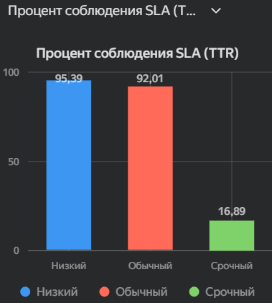 Процент соблюдения SLA (Т...
Процент соблюдения SLA (TTR)
100
95,39
92,01
50
16,89
0
Низкий Обычный Срочный
Низкий Обычный Срочный